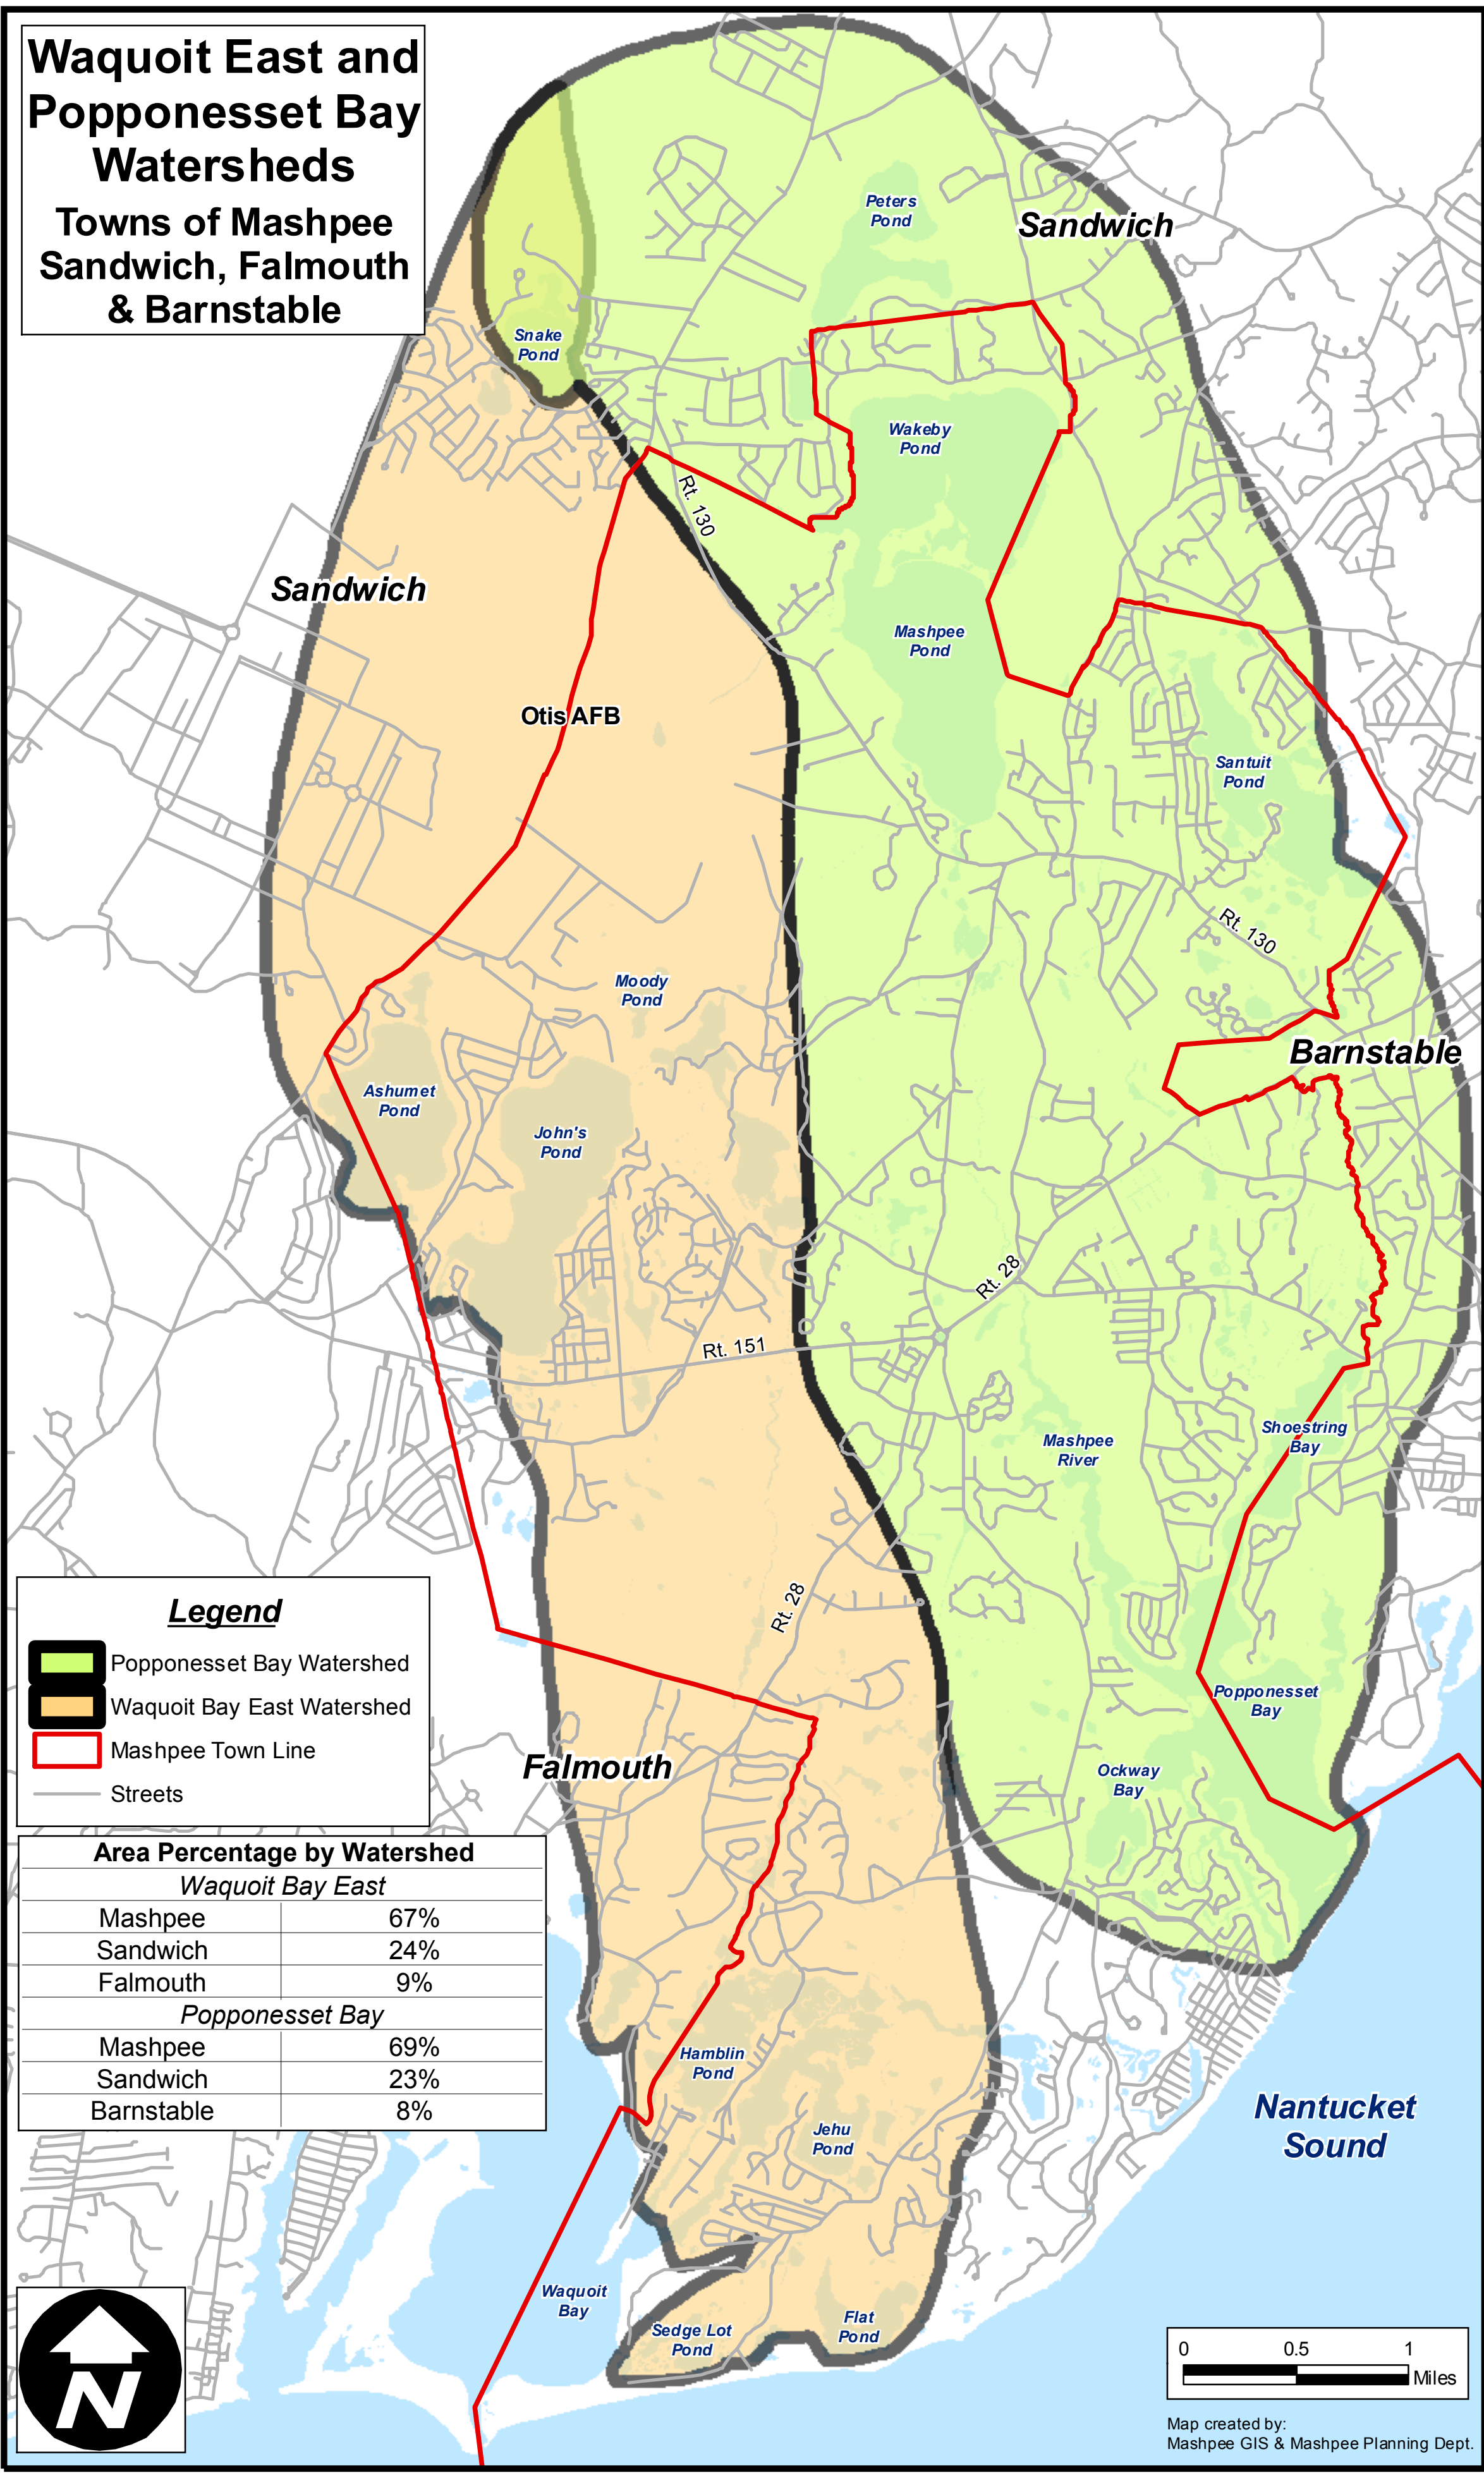 Waquoit East and
Popponesset Bay
Watersheds
Towns of Mashpee
Sandwich, Falmouth
& Barnstable
Peters
Pond
Sandwich
Snake
Pond
Wakeby
Pond
Rt. 130
Sandwich
Mashpee
Pond
Otis AFB
Santuit
Pond
Rt. 130
Moody
Pond
Barnstable
Ashumet
Pond
John's
Pond
Rt. 28
Rt. 151
Shoestring
Bay
Mashpee
River
Rt. 28
Popponesset
Bay
Falmouth
Ockway
Bay
Legend
Popponesset Bay Watershed
Waquoit Bay East Watershed
Mashpee Town Line
Streets
Area Percentage by Watershed
Waquoit Bay East
Mashpee 67%
Sandwich 24%
Falmouth 9%
Popponesset Bay
Mashpee 69%
Sandwich 23%
Barnstable 8%
Hamblin
Pond
Jehu
Pond
Nantucket
Sound
Waquoit
Bay
Sedge Lot
Pond
Flat
Pond
N
0 0.5 1
Miles
Map created by:
Mashpee GIS & Mashpee Planning Dept.